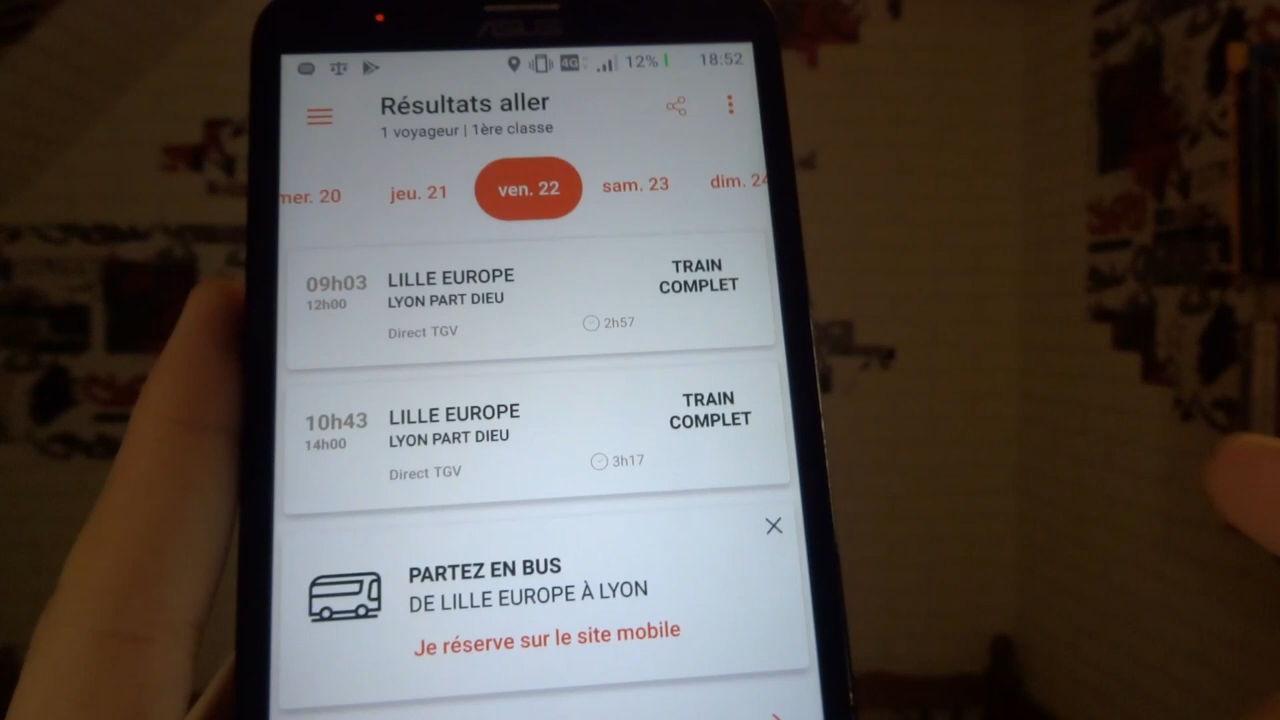 ASUS
4G 12% 18:52
Résultats aller
1 voyageur | 1ère classe
mer. 20 jeu. 21 ven. 22 sam. 23 dim. 24
09h03 LILLE EUROPE TRAIN
12h00 LYON PART DIEU COMPLET
Direct TGV 2h57
10h43 LILLE EUROPE TRAIN
14h00 LYON PART DIEU COMPLET
Direct TGV 3h17
PARTEZ EN BUS
DE LILLE EUROPE À LYON
Je réserve sur le site mobile